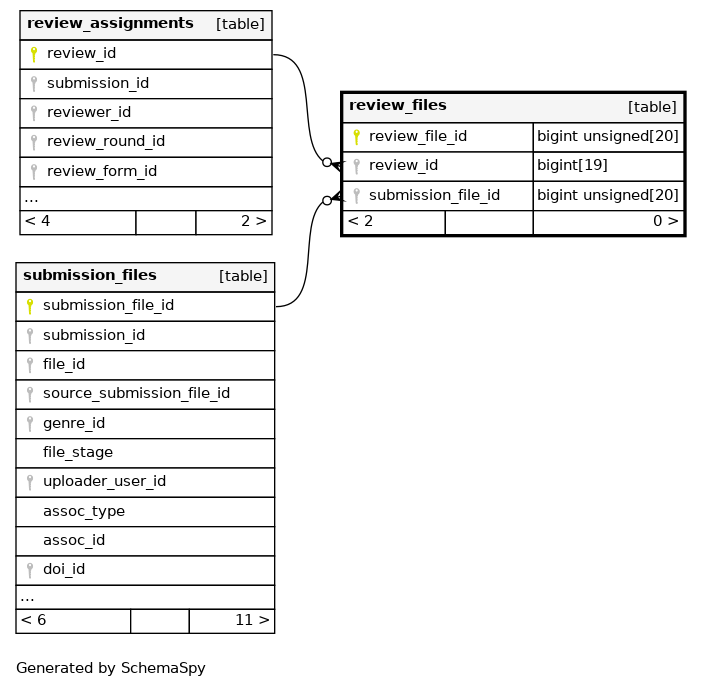 review_assignments [table]
review_id
submission_id
reviewer_id
review_round_id
review_form_id
...
< 4 2 >
review_files [table]
review_file_id bigint unsigned[20]
review_id bigint[19]
submission_file_id bigint unsigned[20]
< 2 0 >
submission_files [table]
submission_file_id
submission_id
file_id
source_submission_file_id
genre_id
file_stage
uploader_user_id
assoc_type
assoc_id
doi_id
...
< 6 11 >
Generated by SchemaSpy